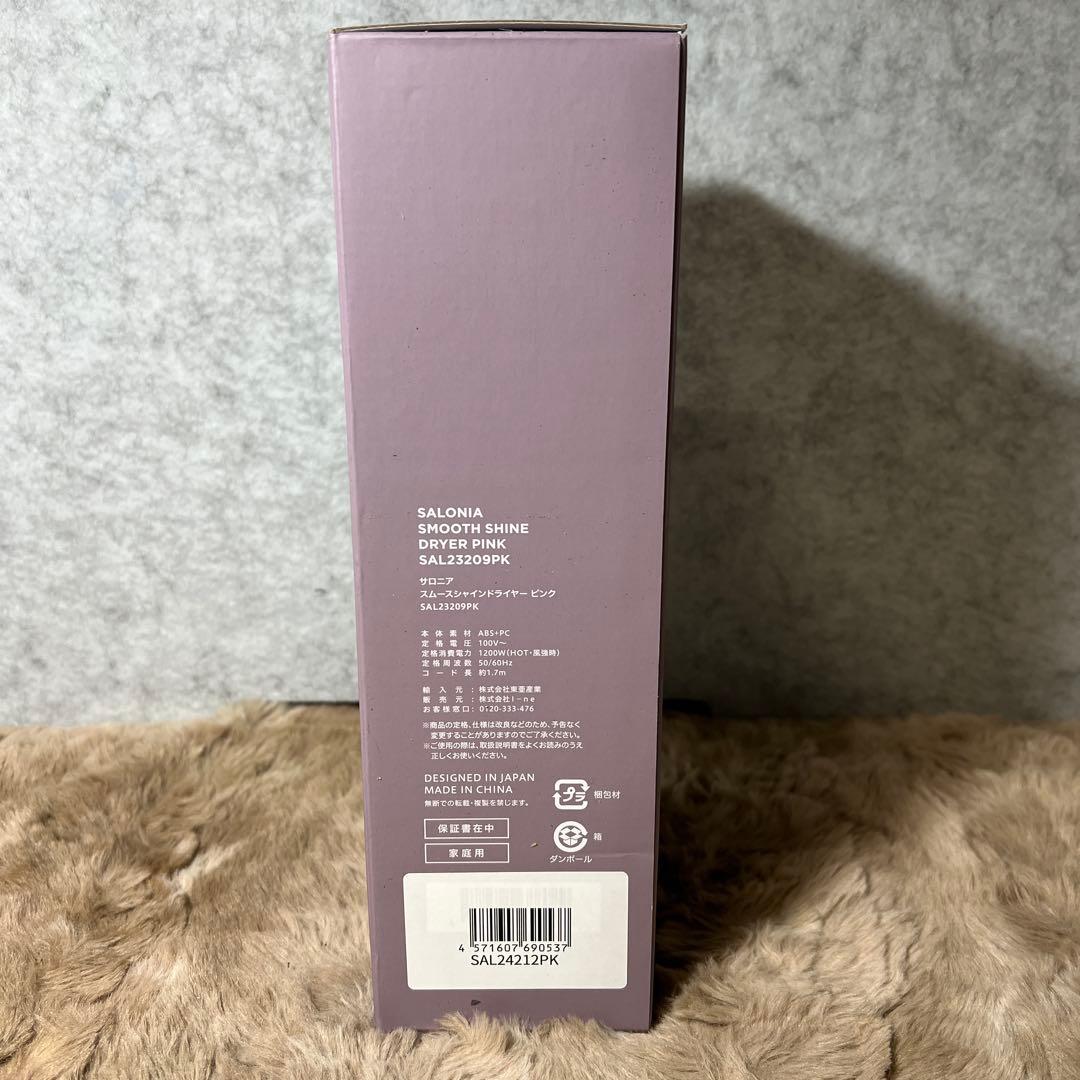 SALONIA
SMOOTH SHINE
DRYER PINK
SAL23209PK
サロニア
スムースシャインドライヤー ピンク
SAL23209PK
本体素材 ABS+PC
定格電圧 100V～
定格消費電力 1200W(HOT・風強時)
定格周波数 50/60Hz
コード長 約1.7m
輸入元：株式会社東亜産業
販売元：株式会社I-ne
お客様窓口：0120-333-476
※商品の定格、仕様は改良などのため、予告なく
変更することがありますのでご了承ください。
※ご使用の際は、取扱説明書をよくお読みのうえ
正しくお使いください。
DESIGNED IN JAPAN
MADE IN CHINA
無断での転載・複製を禁じます。
プラ 梱包材
保証書在中
箱
ダンボール
家庭用
4 571607 690537
SAL24212PK